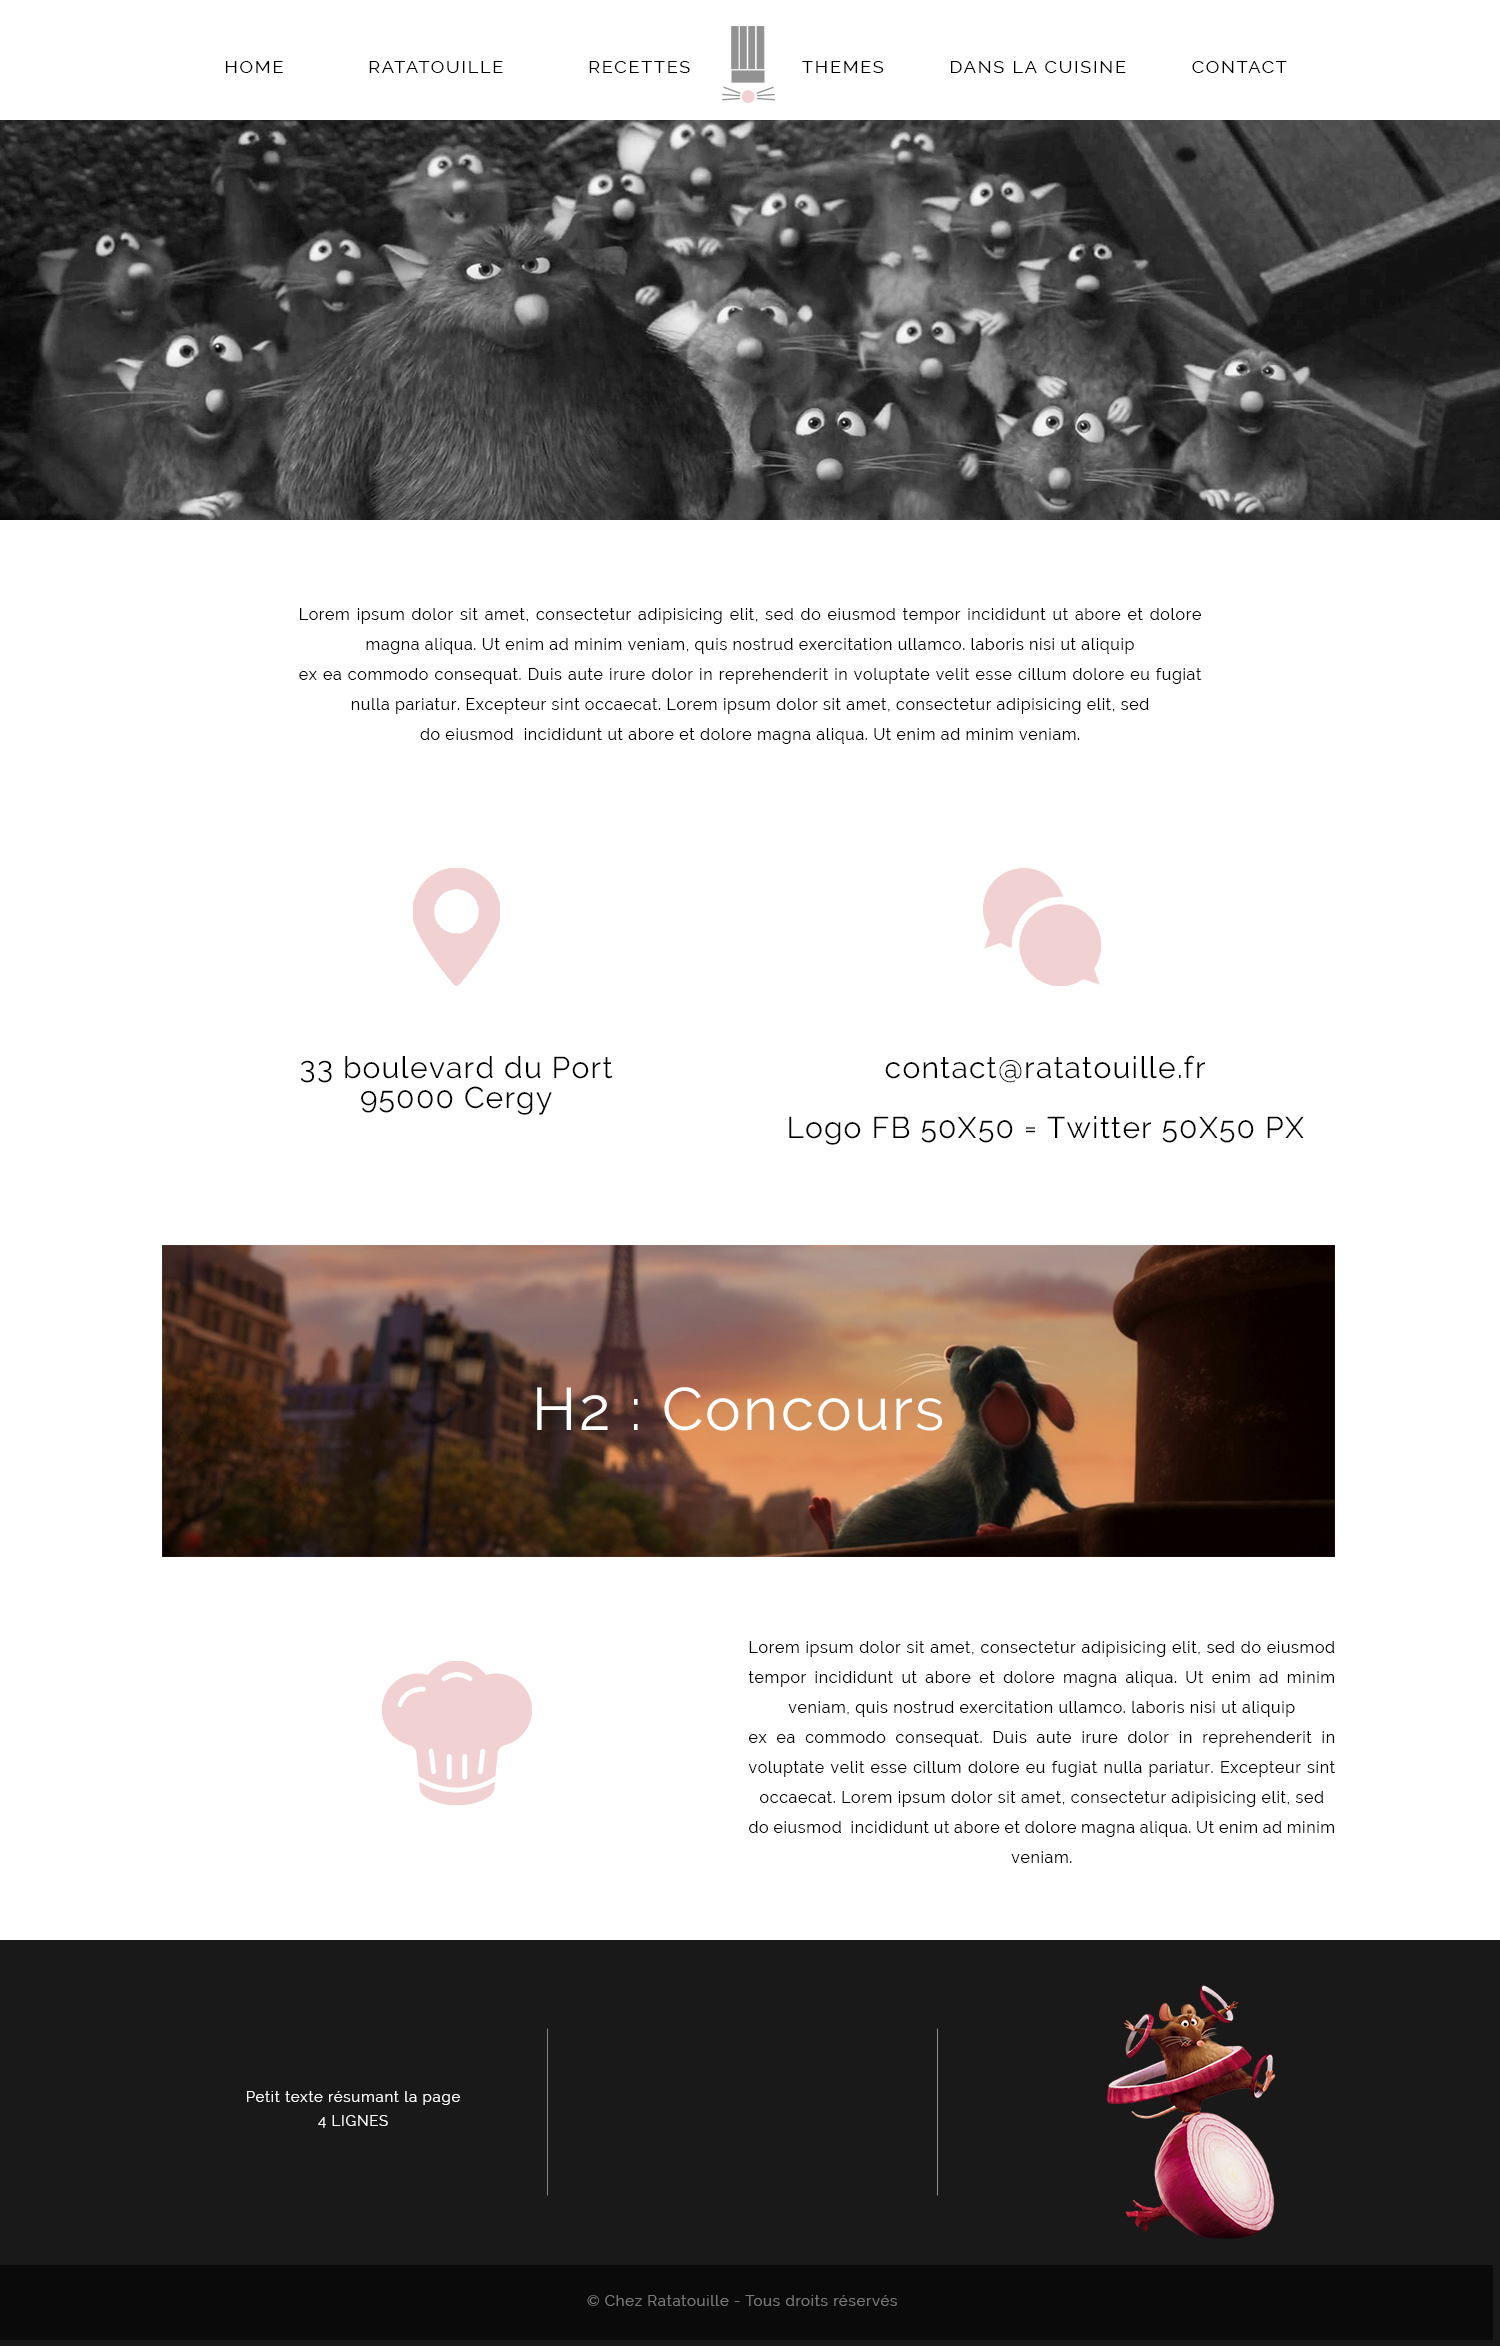 HOME RATATOUILLE RECETTES THEMES DANS LA CUISINE CONTACT
Lorem ipsum dolor sit amet, consectetur adipisicing elit, sed do eiusmod tempor incididunt ut abore et dolore
magna aliqua. Ut enim ad minim veniam, quis nostrud exercitation ullamco. laboris nisi ut aliquip
ex ea commodo consequat. Duis aute irure dolor in reprehenderit in voluptate velit esse cillum dolore eu fugiat
nulla pariatur. Excepteur sint occaecat. Lorem ipsum dolor sit amet, consectetur adipisicing elit, sed
do eiusmod  incididunt ut abore et dolore magna aliqua. Ut enim ad minim veniam.
33 boulevard du Port
95000 Cergy
contact@ratatouille.fr
Logo FB 50X50 = Twitter 50X50 PX
H2 : Concours
Lorem ipsum dolor sit amet, consectetur adipisicing elit, sed do eiusmod
tempor incididunt ut abore et dolore magna aliqua. Ut enim ad minim
veniam, quis nostrud exercitation ullamco. laboris nisi ut aliquip
ex ea commodo consequat. Duis aute irure dolor in reprehenderit in
voluptate velit esse cillum dolore eu fugiat nulla pariatur. Excepteur sint
occaecat. Lorem ipsum dolor sit amet, consectetur adipisicing elit, sed
do eiusmod  incididunt ut abore et dolore magna aliqua. Ut enim ad minim
veniam.
Petit texte résumant la page
4 LIGNES
© Chez Ratatouille - Tous droits réservés